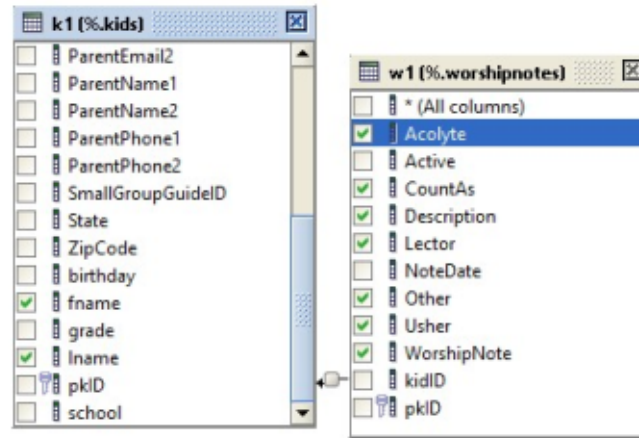 k1 (%.kids)
ParentEmail2
ParentName1
ParentName2
ParentPhone1
ParentPhone2
SmallGroupGuideID
State
ZipCode
birthday
fname
grade
lname
pkID
school
w1 (%.worshipnotes)
* (All columns)
Acolyte
Active
CountAs
Description
Lector
NoteDate
Other
Usher
WorshipNote
kidID
pkID